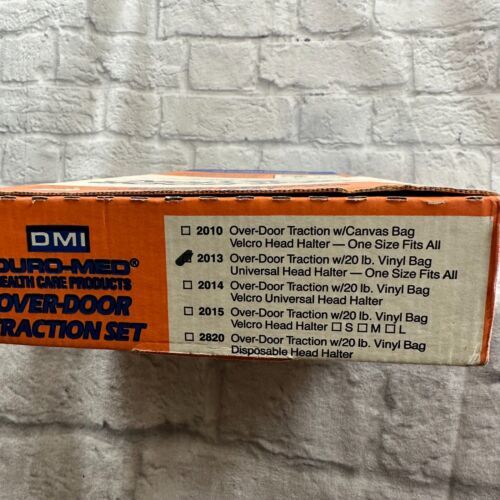 DMI
DURO-MED®
HEALTH CARE PRODUCTS
OVER-DOOR
TRACTION SET
2010 Over-Door Traction w/Canvas Bag
Velcro Head Halter — One Size Fits All
2013 Over-Door Traction w/20 lb. Vinyl Bag
Universal Head Halter — One Size Fits All
2014 Over-Door Traction w/20 lb. Vinyl Bag
Velcro Universal Head Halter
2015 Over-Door Traction w/20 lb. Vinyl Bag
Velcro Head Halter ☐ S ☐ M ☐ L
2820 Over-Door Traction w/20 lb. Vinyl Bag
Disposable Head Halter